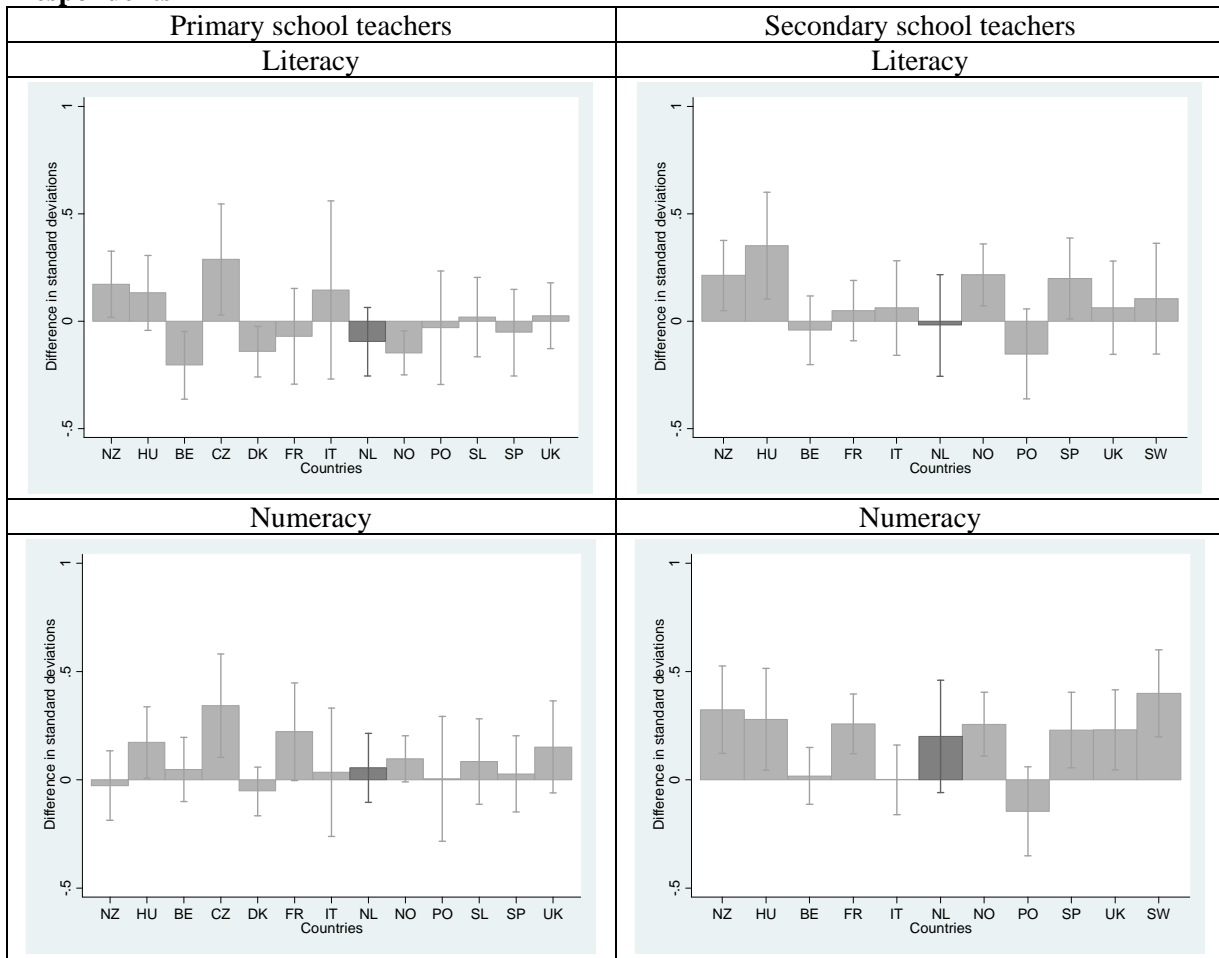 Primary school teachers
Secondary school teachers
Literacy
Literacy
Difference in standard deviations
1
.5
0
-.5
NZ HU BE CZ DK FR IT NL NO PO SL SP UK
Countries
Difference in standard deviations
1
.5
0
-.5
NZ HU BE FR IT NL NO PO SP UK SW
Countries
Numeracy
Numeracy
Difference in standard deviations
1
.5
0
-.5
NZ HU BE CZ DK FR IT NL NO PO SL SP UK
Countries
Difference in standard deviations
1
.5
0
-.5
NZ HU BE FR IT NL NO PO SP UK SW
Countries